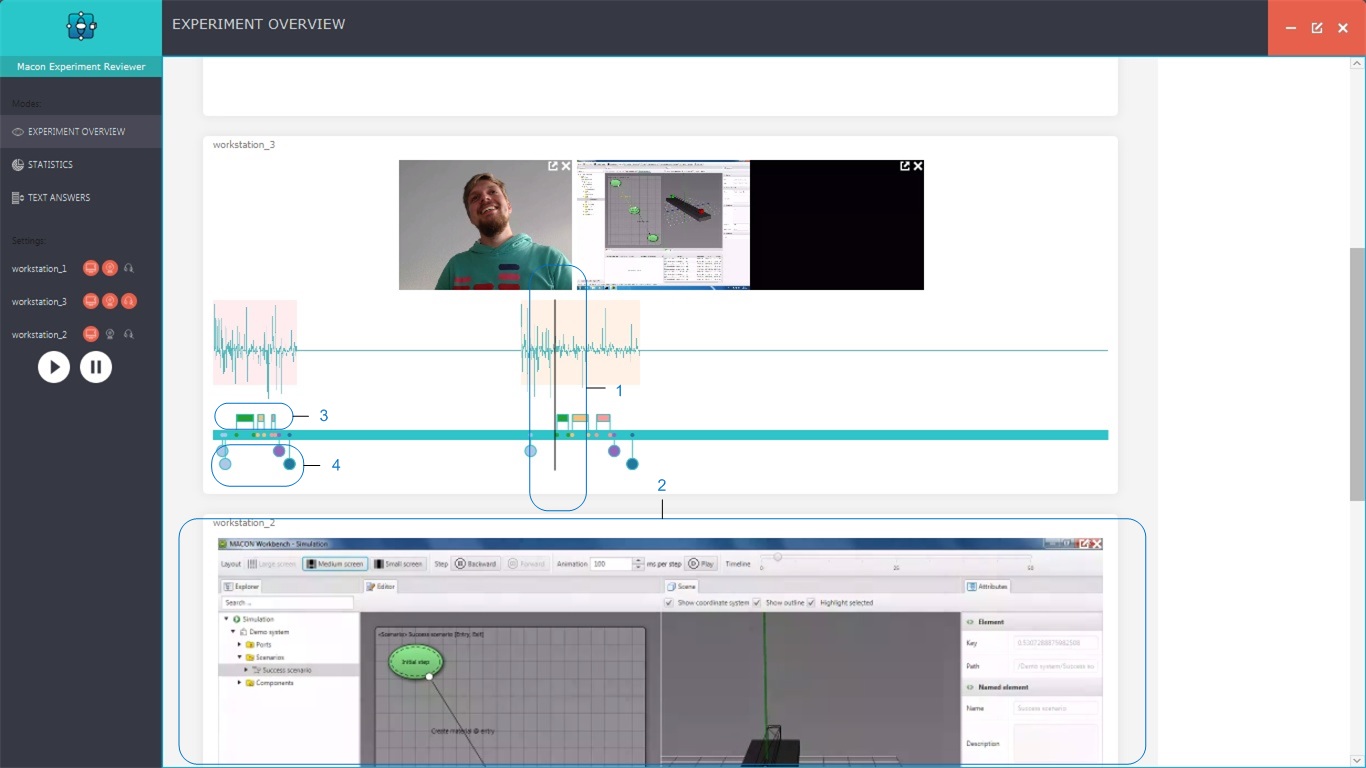 EXPERIMENT OVERVIEW
Macon Experiment Reviewer
Modes:
EXPERIMENT OVERVIEW
STATISTICS
TEXT ANSWERS
Settings:
workstation_1
workstation_3
workstation_2
workstation_3
1
3
4
2
workstation_2
MACON Workbench - Simulation
Layout Large screen Medium screen Small screen Step Backward Forward Animation 100 ms per step Play Timeline
0 25 50
Explorer Editor Scene Attributes
Search ...
Show coordinate system Show outline Highlight selected
Simulation
Demo system
Ports
Scenarios
Success scenario
Components
<Scenario> Success scenario [Entry, Exit]
Initial step
Create material @ entry
Element
Key
Path /Demo system/Success sc
Named element
Name Success scenario
Description